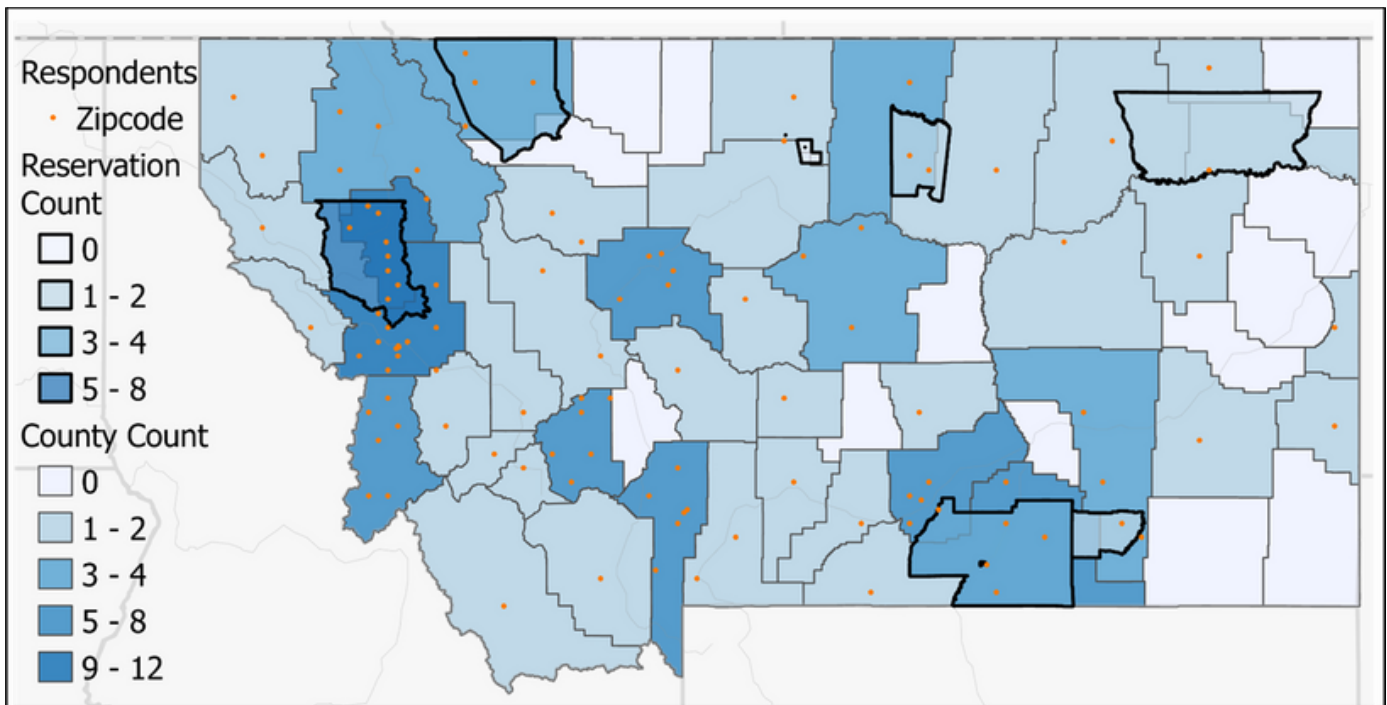 Respondents
Zipcode
Reservation
Count
0
1 - 2
3 - 4
5 - 8
County Count
0
1 - 2
3 - 4
5 - 8
9 - 12